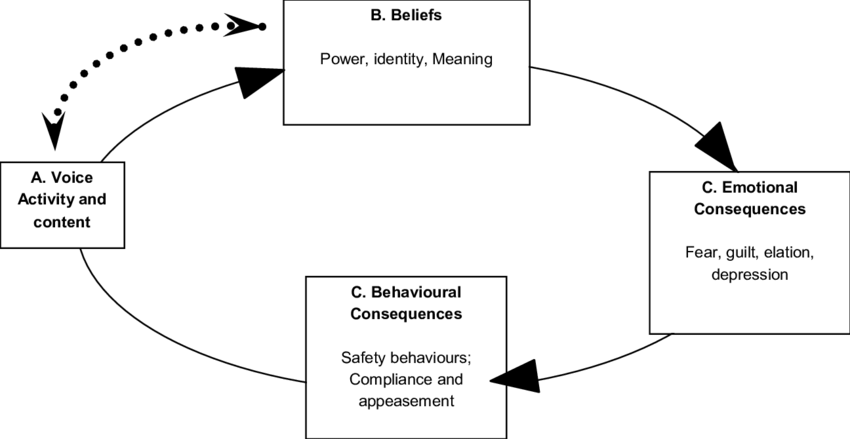 B. Beliefs
Power, identity, Meaning
A. Voice
Activity and
content
C. Emotional
Consequences
Fear, guilt, elation,
depression
C. Behavioural
Consequences
Safety behaviours;
Compliance and
appeasement